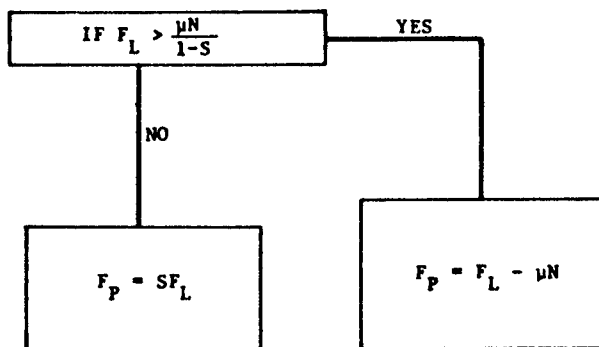 IF F_L > μN/1-S
YES
NO
F_P = SF_L
F_P = F_L - μN